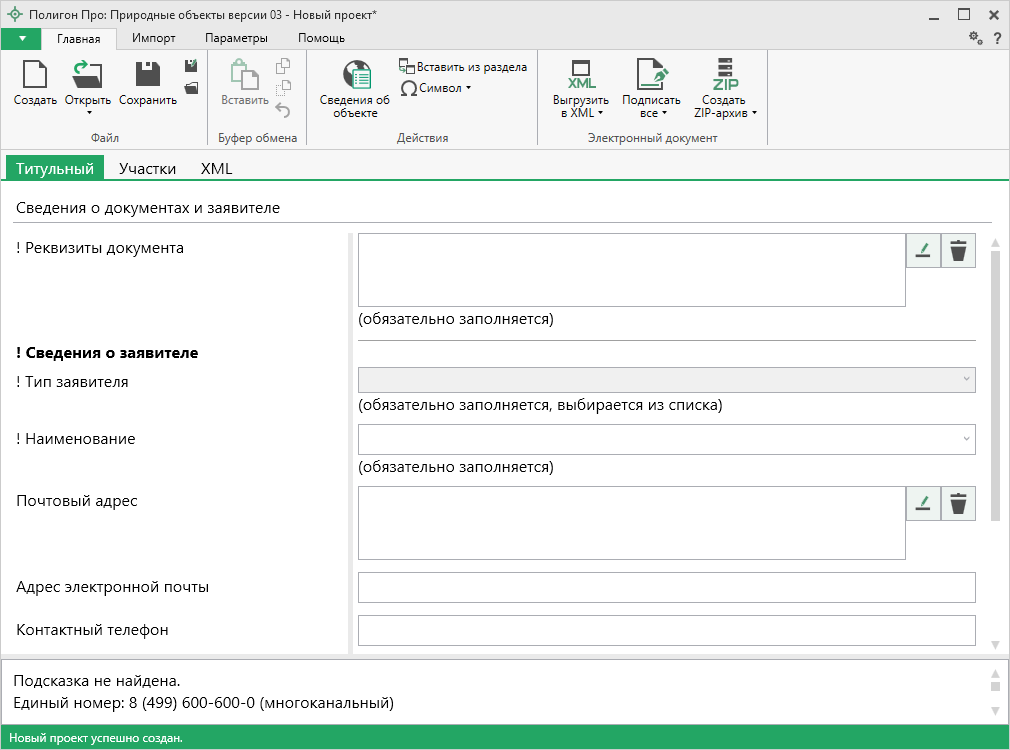 Полигон Про: Природные объекты версии 03 - Новый проект*
Главная Импорт Параметры Помощь
?
Создать Открыть Сохранить
Файл
Вставить
Буфер обмена
Сведения об
объекте
Вставить из раздела
Символ
Действия
XML
Выгрузить
в XML
Подписать
все
ZIP
Создать
ZIP-архив
Электронный документ
Титульный Участки XML
Сведения о документах и заявителе
! Реквизиты документа
(обязательно заполняется)
! Сведения о заявителе
! Тип заявителя
(обязательно заполняется, выбирается из списка)
! Наименование
(обязательно заполняется)
Почтовый адрес
Адрес электронной почты
Контактный телефон
Подсказка не найдена.
Единый номер: 8 (499) 600-600-0 (многоканальный)
Новый проект успешно создан.